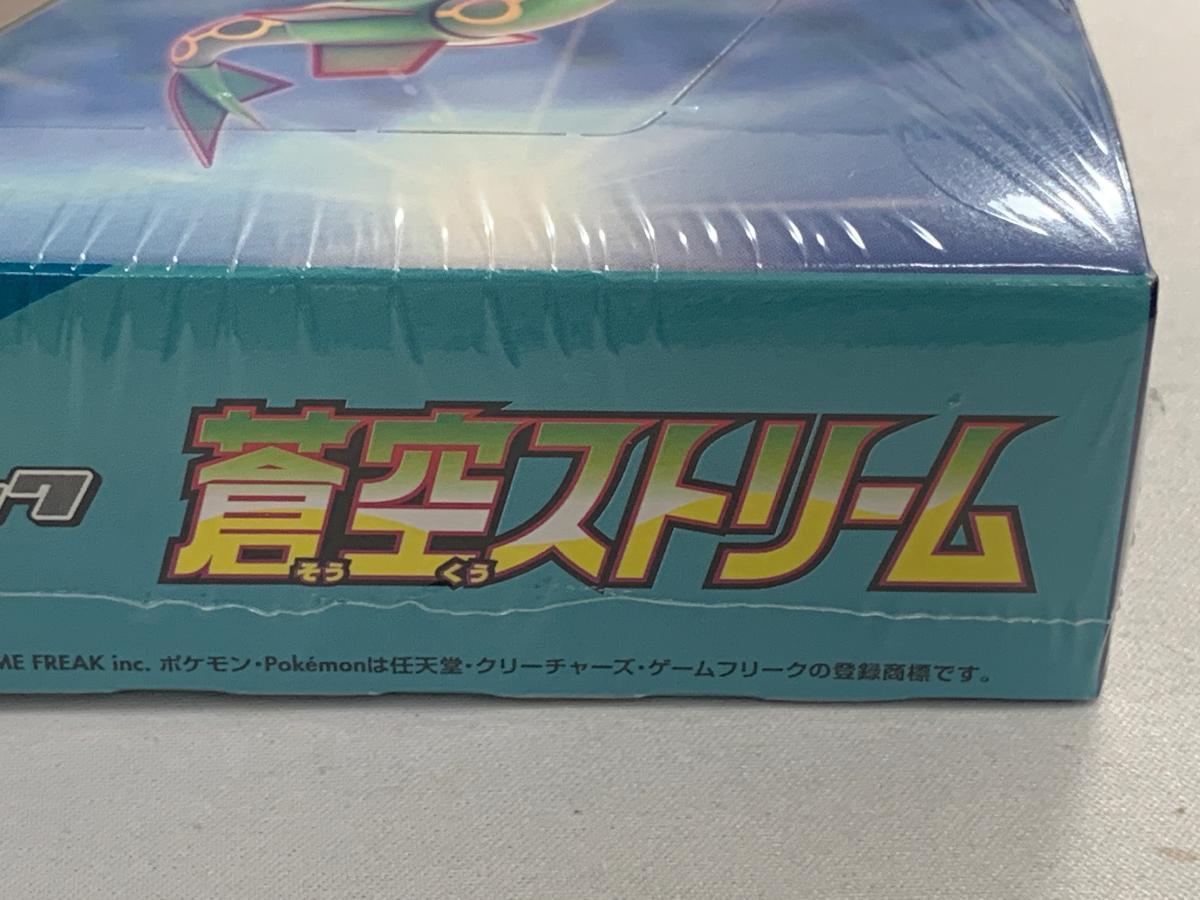 ック
蒼空ストリーム
そう くう
ME FREAK inc. ポケモン・Pokémonは任天堂・クリーチャーズ・ゲームフリークの登録商標です。